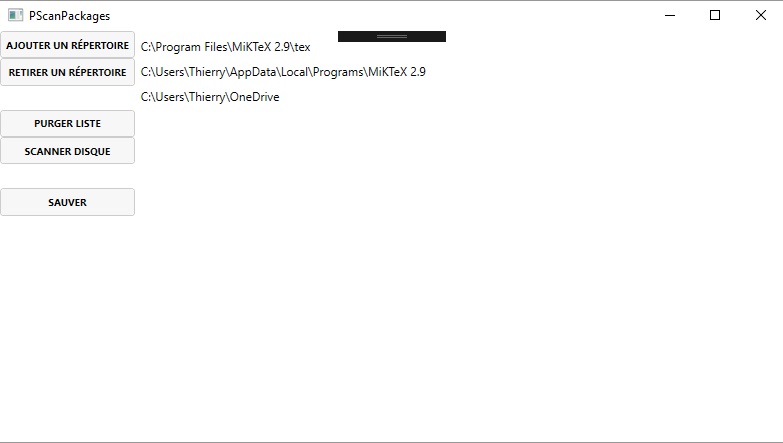 PScanPackages
AJOUTER UN RÉPERTOIRE
RETIRER UN RÉPERTOIRE
PURGER LISTE
SCANNER DISQUE
SAUVER
C:\Program Files\MiKTeX 2.9\tex
C:\Users\Thierry\AppData\Local\Programs\MiKTeX 2.9
C:\Users\Thierry\OneDrive